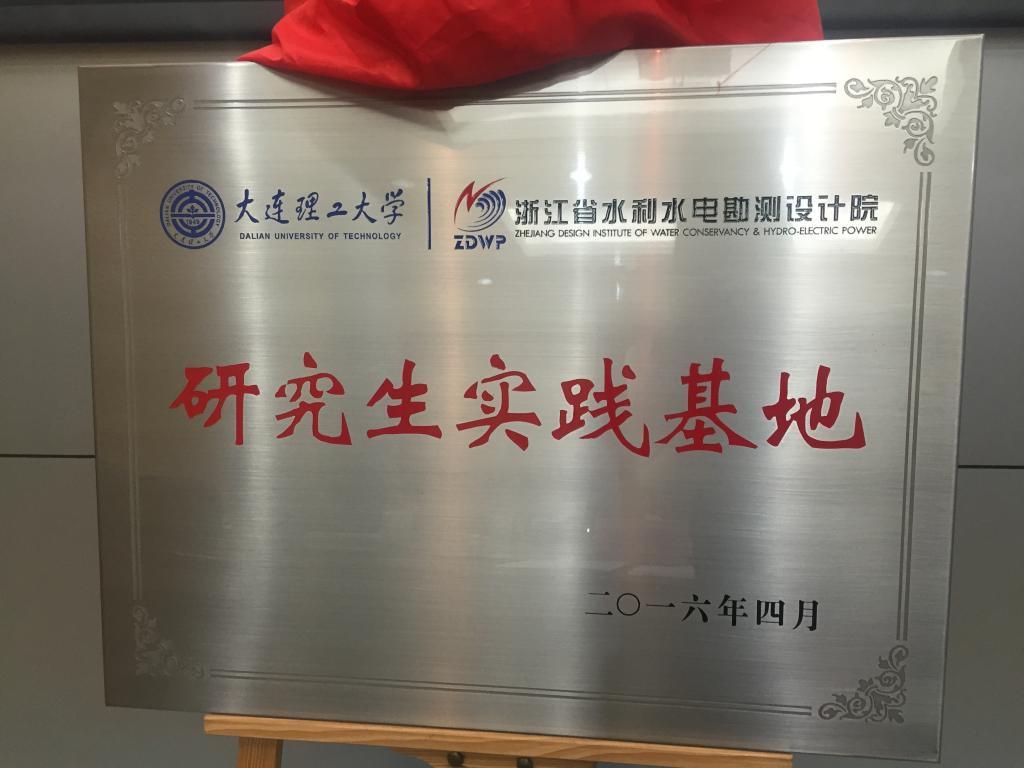 大连理工大学
DALIAN UNIVERSITY OF TECHNOLOGY
1949
ZDWP
浙江省水利水电勘测设计院
ZHEJIANG DESIGN INSTITUTE OF WATER CONSERVANCY & HYDRO-ELECTRIC POWER
研究生实践基地
二〇一六年四月